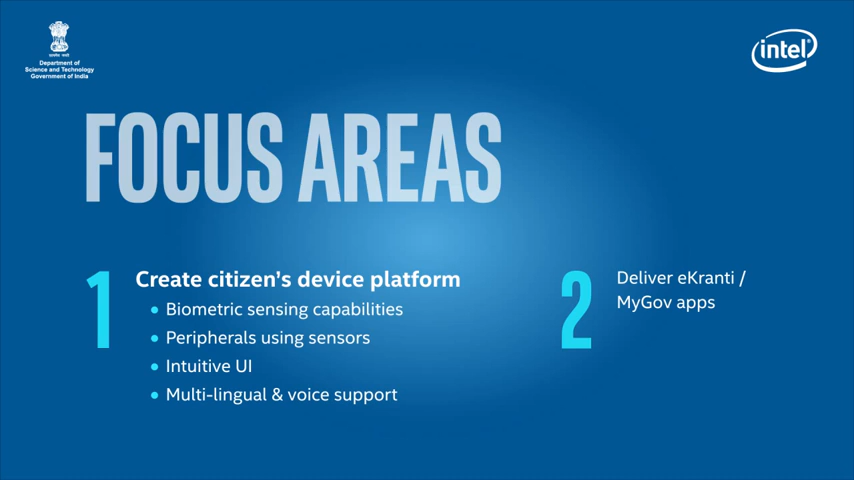 Department of
Science and Technology
Government of India
intel
FOCUS AREAS
1
Create citizen's device platform
• Biometric sensing capabilities
• Peripherals using sensors
• Intuitive UI
• Multi-lingual & voice support
2
Deliver eKranti /
MyGov apps